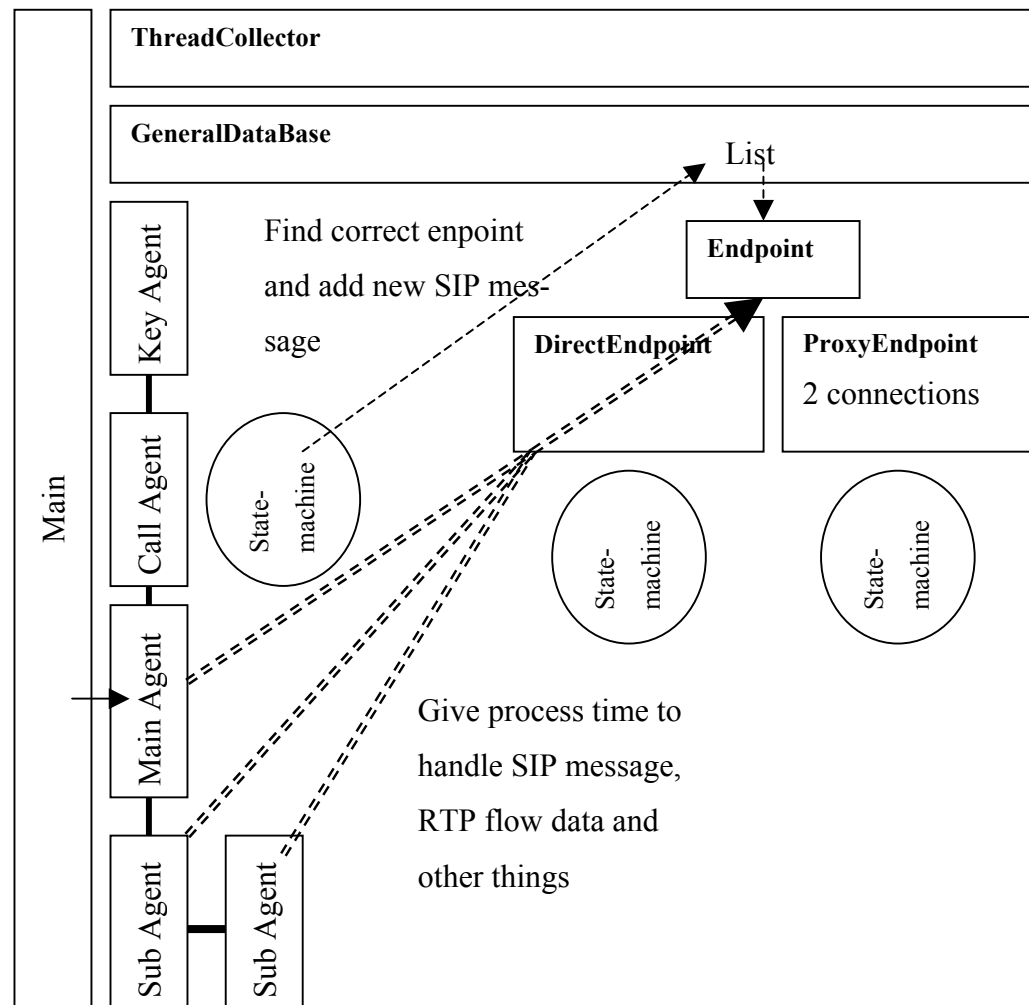 ThreadCollector
GeneralDataBase
List
Find correct enpoint
and add new SIP mes-
sage
Endpoint
DirectEndpoint
ProxyEndpoint
2 connections
Main
Key Agent
Call Agent
Main Agent
Sub Agent
Sub Agent
State-
machine
State-
machine
State-
machine
Give process time to
handle SIP message,
RTP flow data and
other things